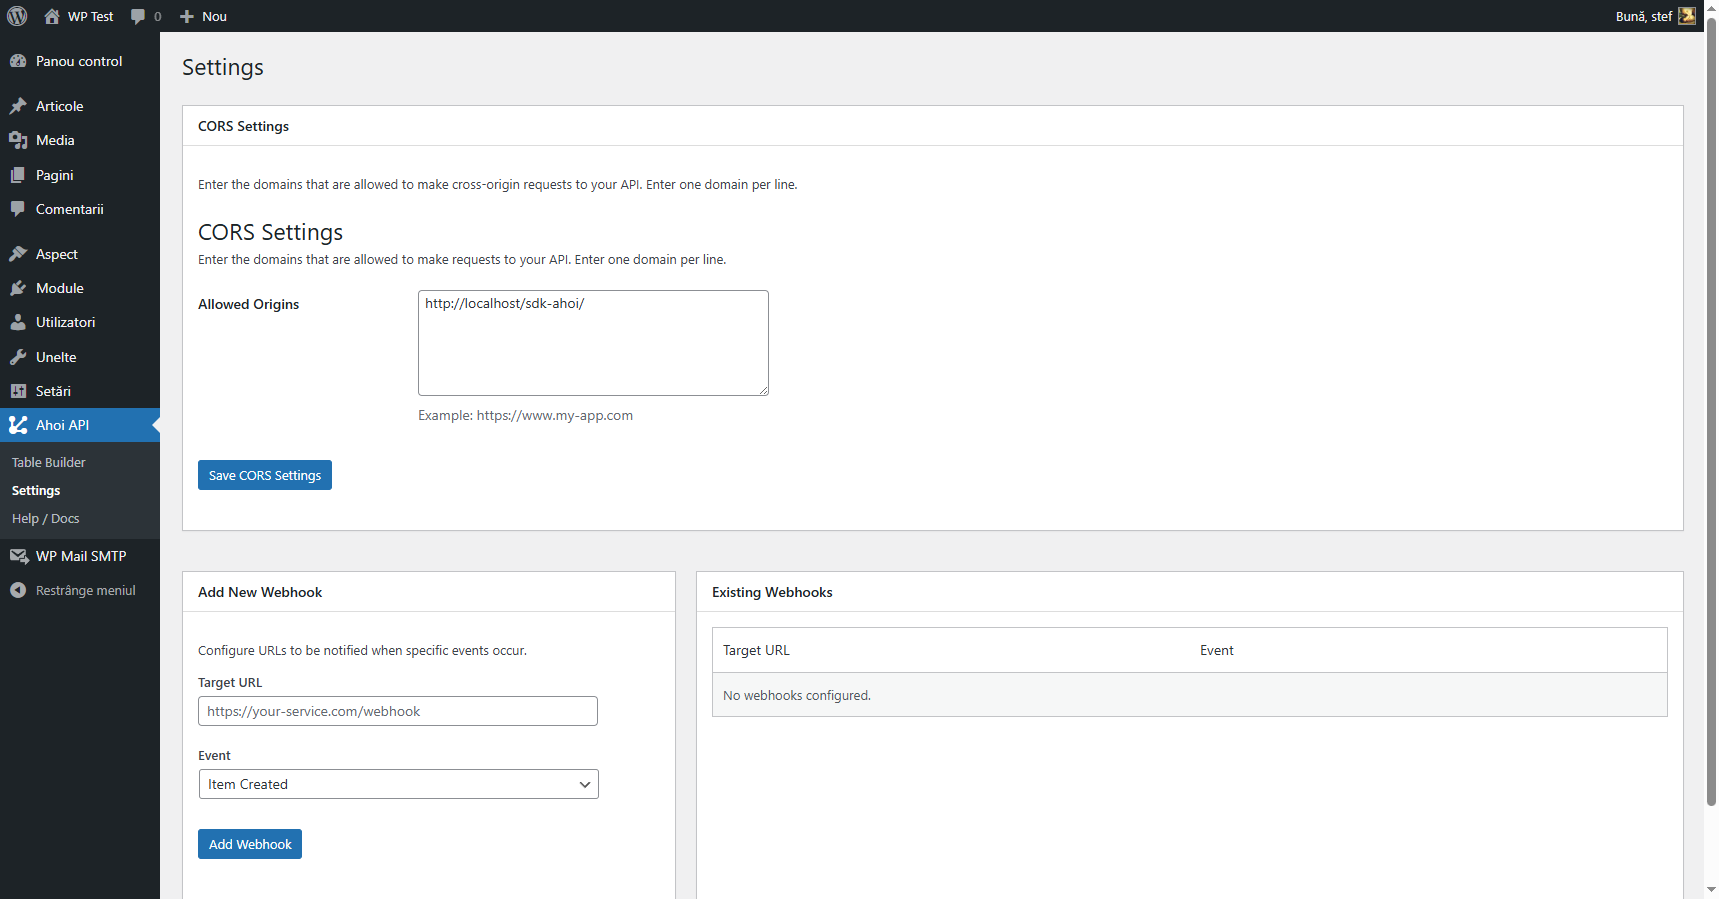 WP Test
0
Nou
Bună, stef
Panou control
Articole
Media
Pagini
Comentarii
Aspect
Module
Utilizatori
Unelte
Setări
Ahoi API
Table Builder
Settings
Help / Docs
WP Mail SMTP
Restrânge meniul
Settings
CORS Settings
Enter the domains that are allowed to make cross-origin requests to your API. Enter one domain per line.
CORS Settings
Enter the domains that are allowed to make requests to your API. Enter one domain per line.
Allowed Origins
http://localhost/sdk-ahoi/
Example: https://www.my-app.com
Save CORS Settings
Add New Webhook
Configure URLs to be notified when specific events occur.
Target URL
https://your-service.com/webhook
Event
Item Created
Add Webhook
Existing Webhooks
Target URL
Event
No webhooks configured.